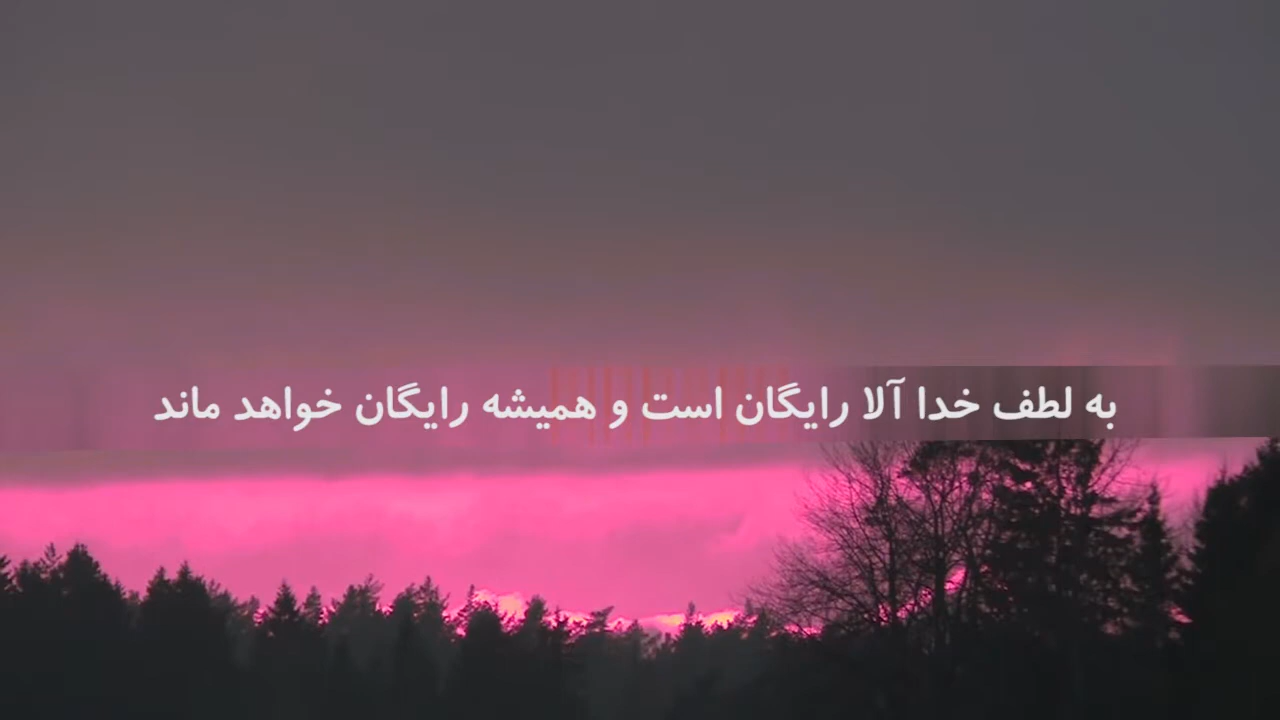 به لطف خدا آلا رایگان است و همیشه رایگان خواهد ماند